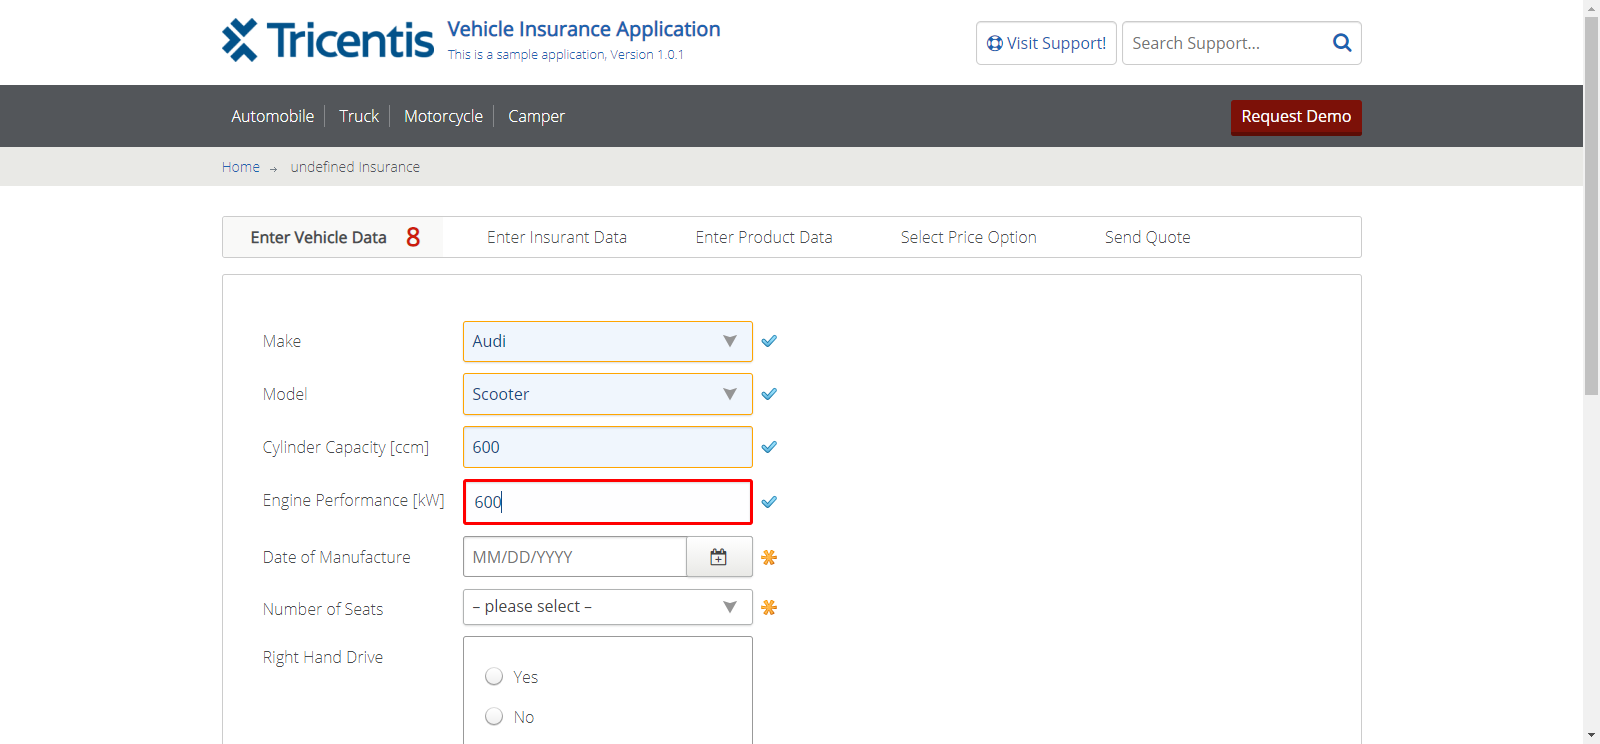 Tricentis
Vehicle Insurance Application
This is a sample application, Version 1.0.1
Visit Support!
Search Support...
Automobile
Truck
Motorcycle
Camper
Request Demo
Home → undefined Insurance
Enter Vehicle Data 8
Enter Insurant Data
Enter Product Data
Select Price Option
Send Quote
Make
Audi
Model
Scooter
Cylinder Capacity [ccm]
600
Engine Performance [kW]
600
Date of Manufacture
MM/DD/YYYY
Number of Seats
– please select –
Right Hand Drive
Yes
No